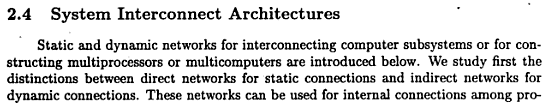 2.4 System Interconnect Architectures
Static and dynamic networks for interconnecting computer subsystems or for con-
structing multiprocessors or multicomputers are introduced below. We study first the
distinctions between direct networks for static connections and indirect networks for
dynamic connections. These networks can be used for internal connections among pro-